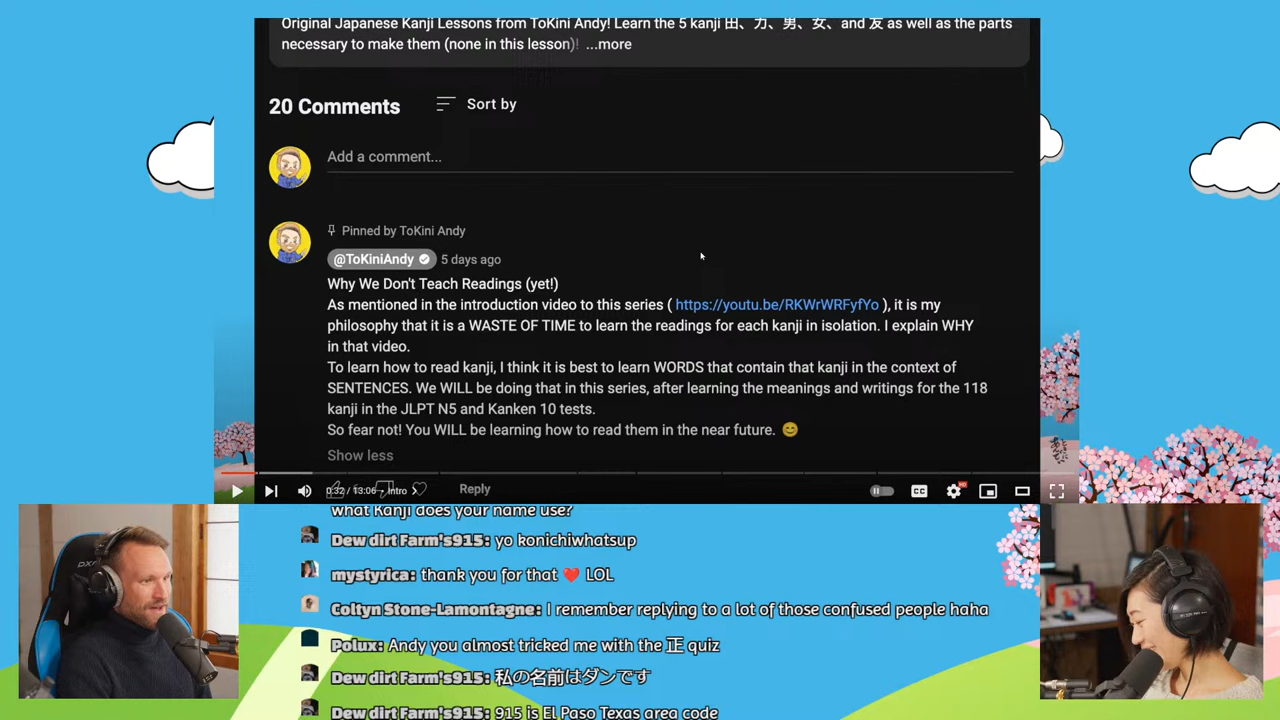 Original Japanese Kanji Lessons from ToKini Andy! Learn the 5 kanji 田、力、男、女、and 友 as well as the parts
necessary to make them (none in this lesson)! ...more
20 Comments
Sort by
Add a comment...
Pinned by ToKini Andy
@ToKiniAndy 5 days ago
Why We Don't Teach Readings (yet!)
As mentioned in the introduction video to this series ( https://youtu.be/RKWrWRFyfYo ), it is my
philosophy that it is a WASTE OF TIME to learn the readings for each kanji in isolation. I explain WHY
in that video.
To learn how to read kanji, I think it is best to learn WORDS that contain that kanji in the context of
SENTENCES. We WILL be doing that in this series, after learning the meanings and writings for the 118
kanji in the JLPT N5 and Kanken 10 tests.
So fear not! You WILL be learning how to read them in the near future. 😊
Show less
0:32 / 13:06 • Intro
Reply
CC
HD
what Kanji does your name use?
Dew dirt Farm's915: yo konichiwhatsup
mystyrica: thank you for that ❤️ LOL
Coltyn Stone-Lamontagne: I remember replying to a lot of those confused people haha
Polux: Andy you almost tricked me with the 正 quiz
Dew dirt Farm's915: 私の名前はダンです
Dew dirt Farm's915: 915 is El Paso Texas area code